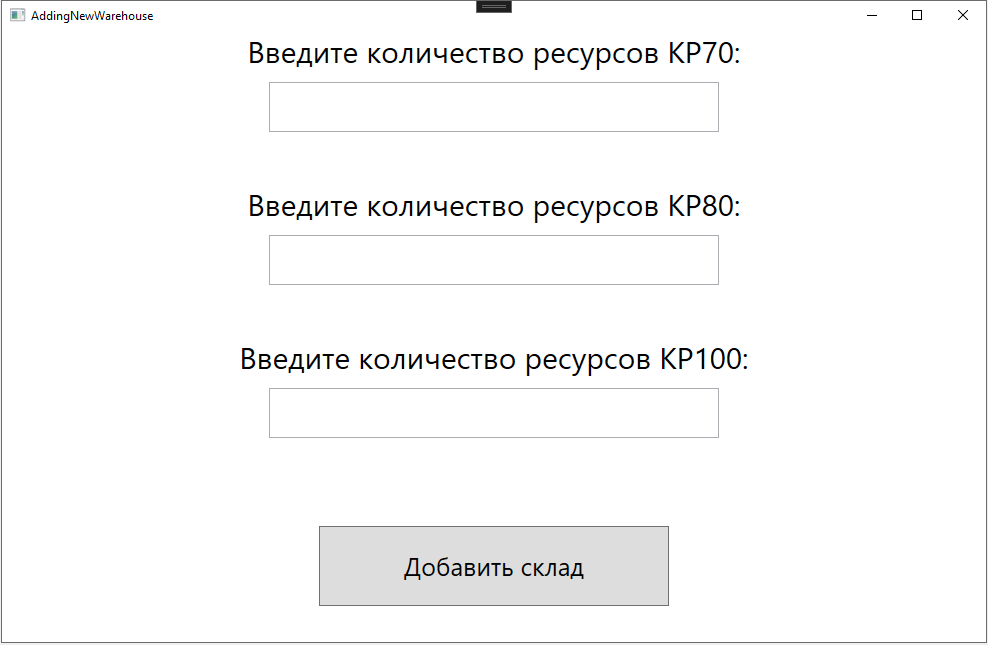 AddingNewWarehouse
Введите количество ресурсов КР70:
Введите количество ресурсов КР80:
Введите количество ресурсов КР100:
Добавить склад